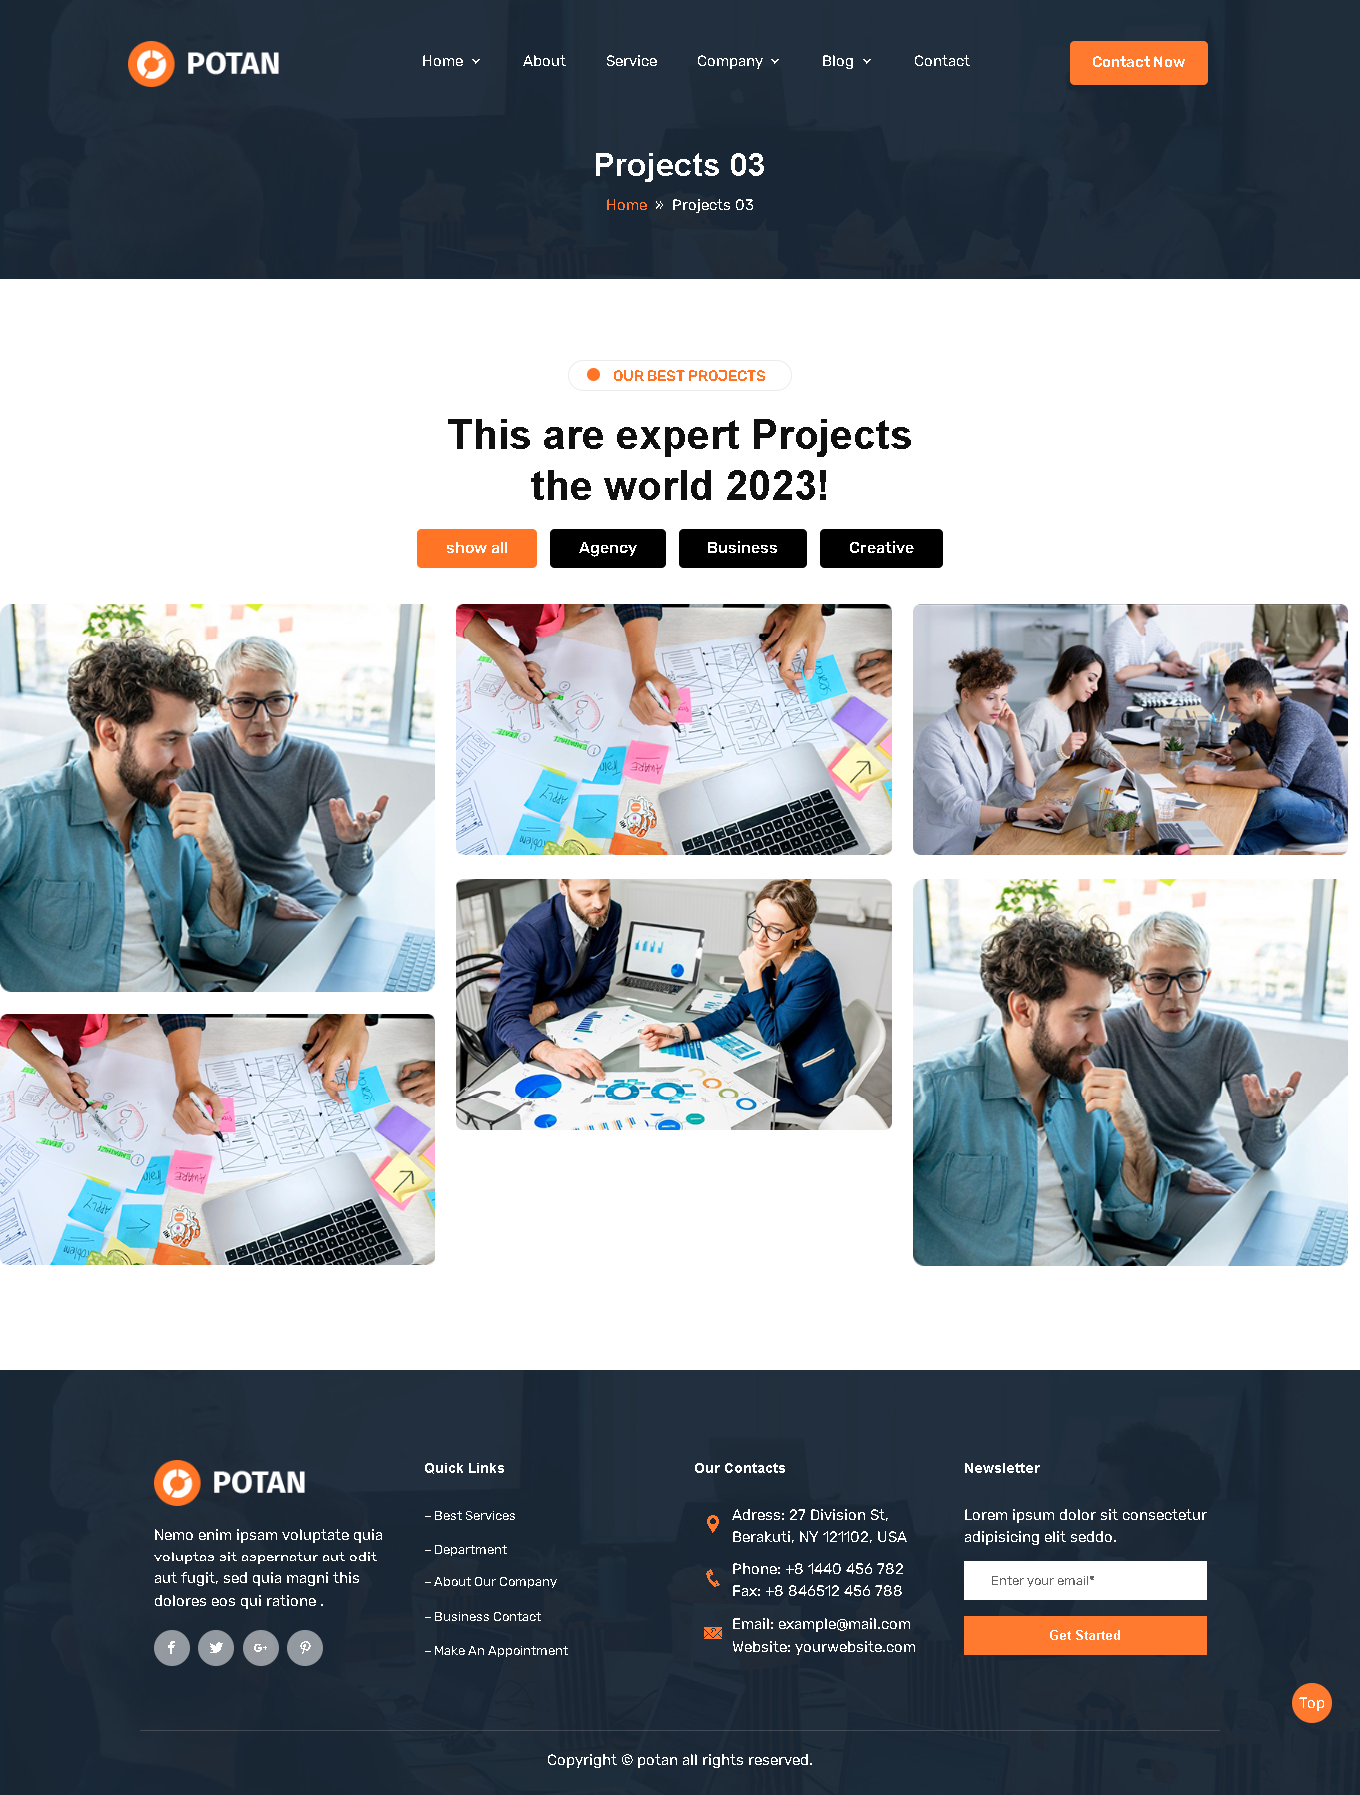 POTAN
Home
About
Service
Company
Blog
Contact
Contact Now
Projects 03
Home » Projects 03
OUR BEST PROJECTS
This are expert Projects
the world 2023!
show all
Agency
Business
Creative
POTAN
Nemo enim ipsam voluptate quia
voluptas sit aspernatur aut odit
aut fugit, sed quia magni this
dolores eos qui ratione .
Quick Links
– Best Services
– Department
– About Our Company
– Business Contact
– Make An Appointment
Our Contacts
Adress: 27 Division St,
Berakuti, NY 121102, USA
Phone: +8 1440 456 782
Fax: +8 846512 456 788
Email: example@mail.com
Website: yourwebsite.com
Newsletter
Lorem ipsum dolor sit consectetur
adipisicing elit seddo.
Enter your email*
Get Started
Top
Copyright © potan all rights reserved.